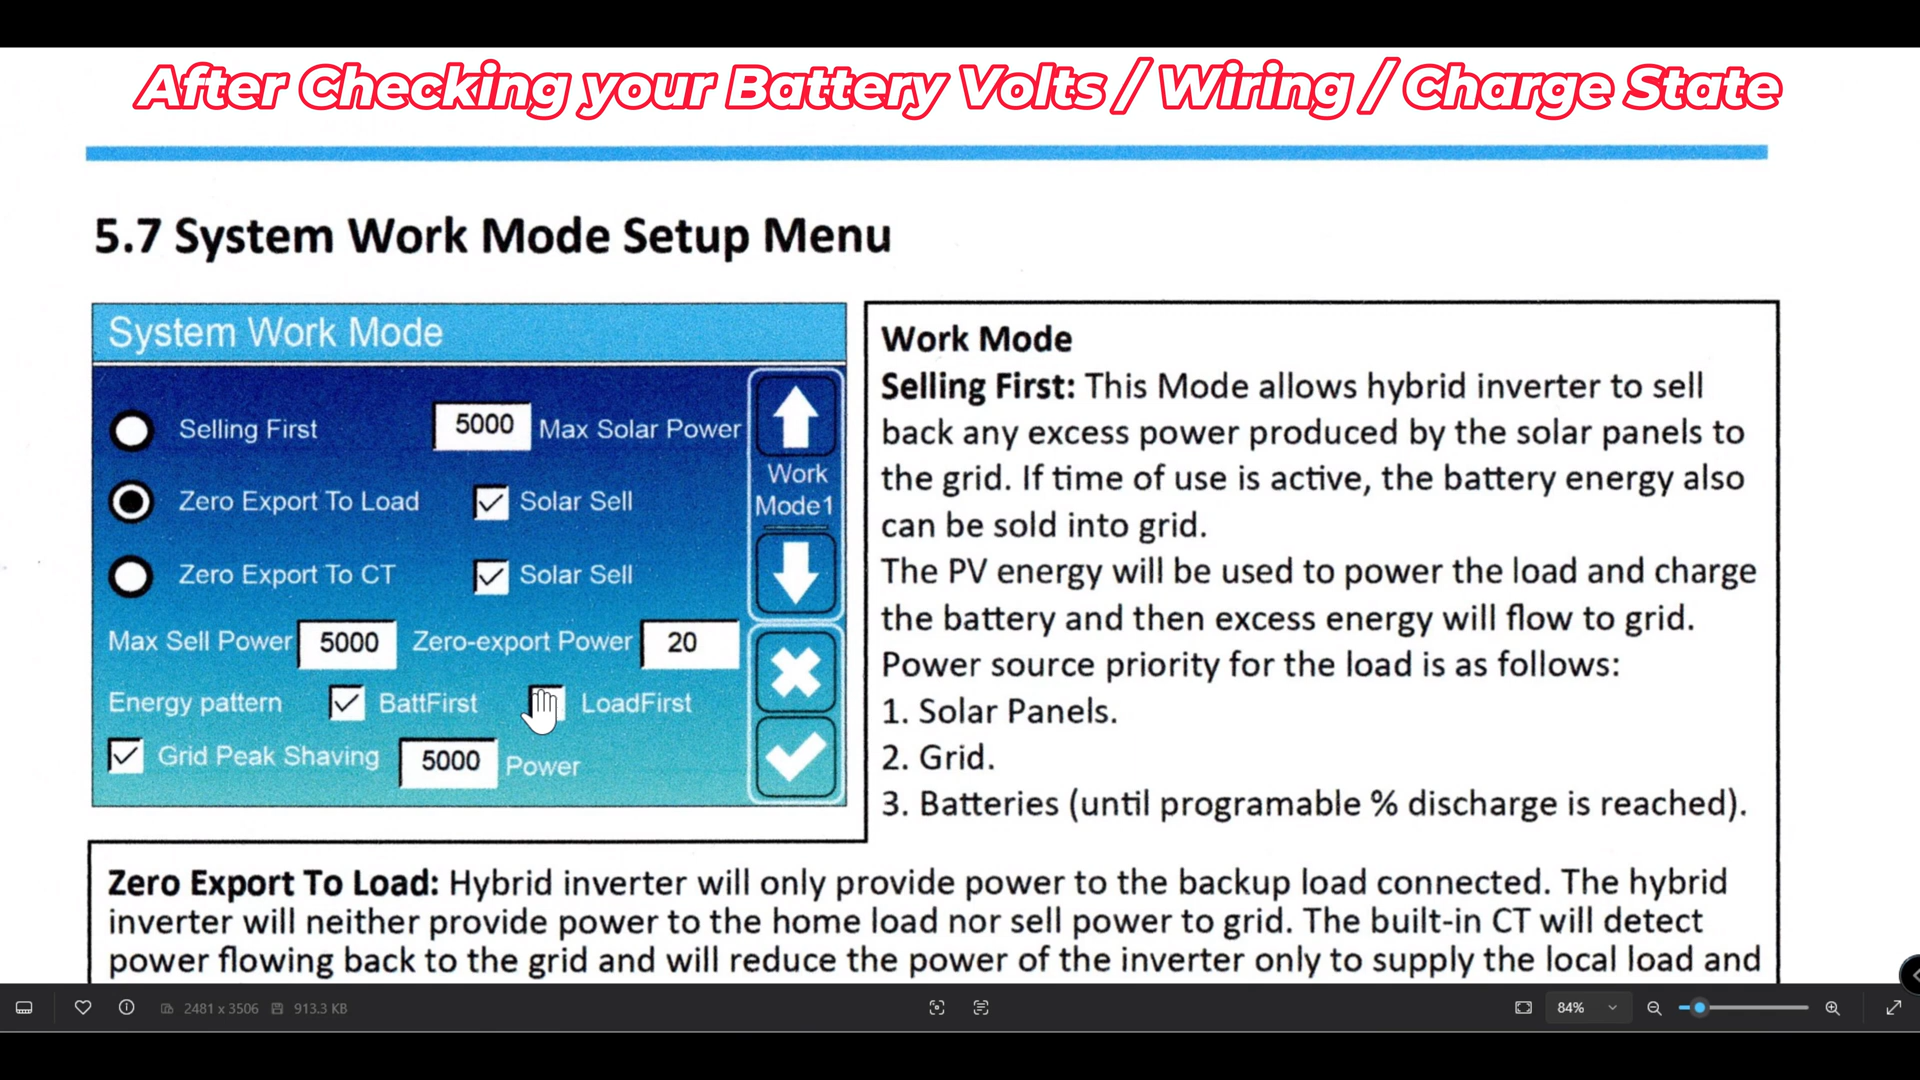 After Checking your Battery Volts / Wiring / Charge State
5.7 System Work Mode Setup Menu
System Work Mode
Selling First
5000
Max Solar Power
Zero Export To Load
Solar Sell
Zero Export To CT
Solar Sell
Max Sell Power
5000
Zero-export Power
20
Energy pattern
BattFirst
LoadFirst
Grid Peak Shaving
5000
Power
Work
Mode1
Work Mode
Selling First: This Mode allows hybrid inverter to sell
back any excess power produced by the solar panels to
the grid. If time of use is active, the battery energy also
can be sold into grid.
The PV energy will be used to power the load and charge
the battery and then excess energy will flow to grid.
Power source priority for the load is as follows:
1. Solar Panels.
2. Grid.
3. Batteries (until programable % discharge is reached).
Zero Export To Load: Hybrid inverter will only provide power to the backup load connected. The hybrid
inverter will neither provide power to the home load nor sell power to grid. The built-in CT will detect
power flowing back to the grid and will reduce the power of the inverter only to supply the local load and
2481 x 3506
913.3 KB
84%